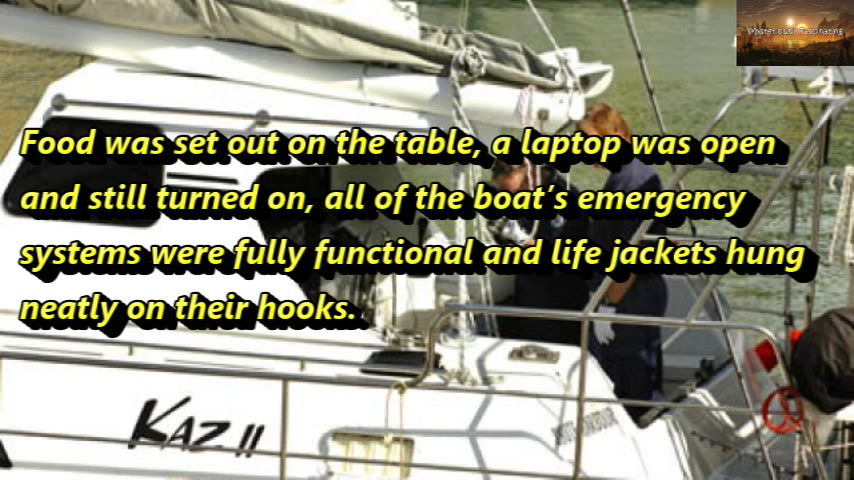 Food was set out on the table, a laptop was open
and still turned on, all of the boat's emergency
systems were fully functional and life jackets hung
neatly on their hooks.
KAZ II